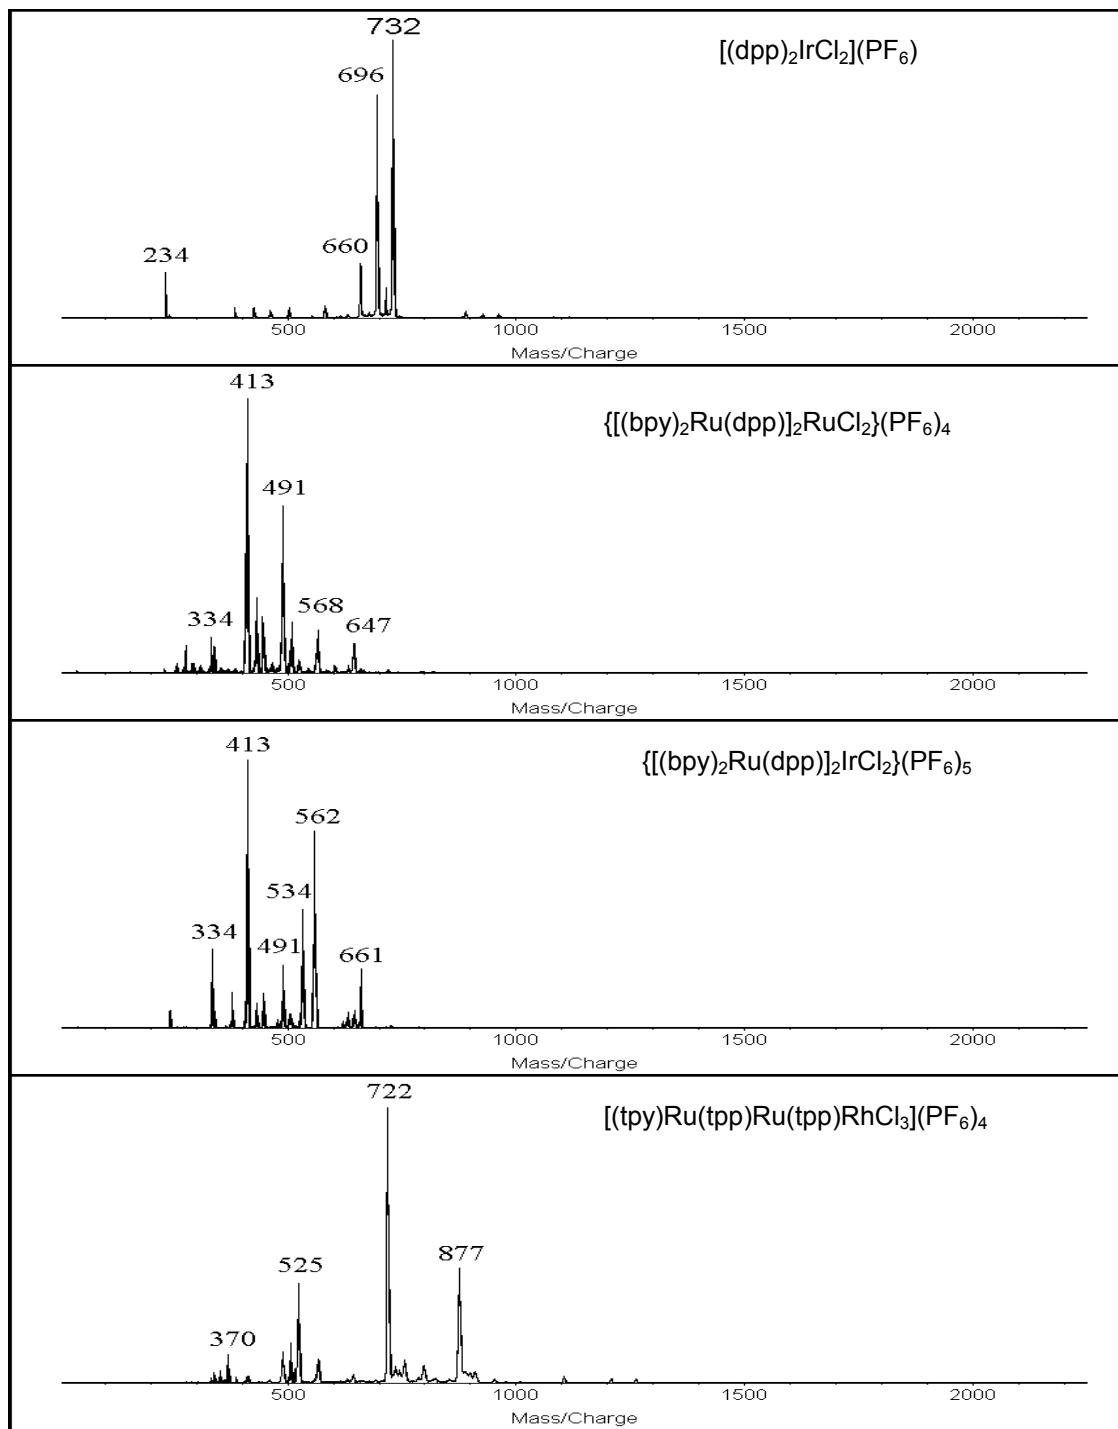 732
[(dpp)₂IrCl₂](PF₆)
696
660
234
500 1000 1500 2000
Mass/Charge
413
{[(bpy)₂Ru(dpp)]₂RuCl₂}(PF₆)₄
491
334
568
647
500 1000 1500 2000
Mass/Charge
413
{[(bpy)₂Ru(dpp)]₂IrCl₂}(PF₆)₅
562
534
334
491
661
500 1000 1500 2000
Mass/Charge
722
[(tpy)Ru(tpp)Ru(tpp)RhCl₃](PF₆)₄
877
525
370
500 1000 1500 2000
Mass/Charge